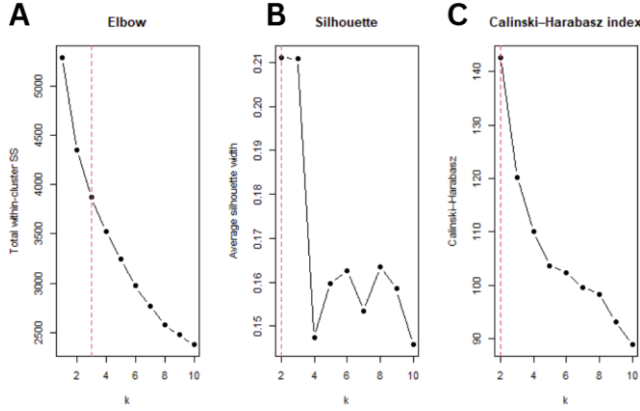 A
Elbow
Total within-cluster SS
5000
4500
4000
3500
3000
2500
2 4 6 8 10
k
B
Silhouette
Average silhouette width
0.21
0.20
0.19
0.18
0.17
0.16
0.15
2 4 6 8 10
k
C
Calinski–Harabasz index
Calinski–Harabasz
140
130
120
110
100
90
2 4 6 8 10
k